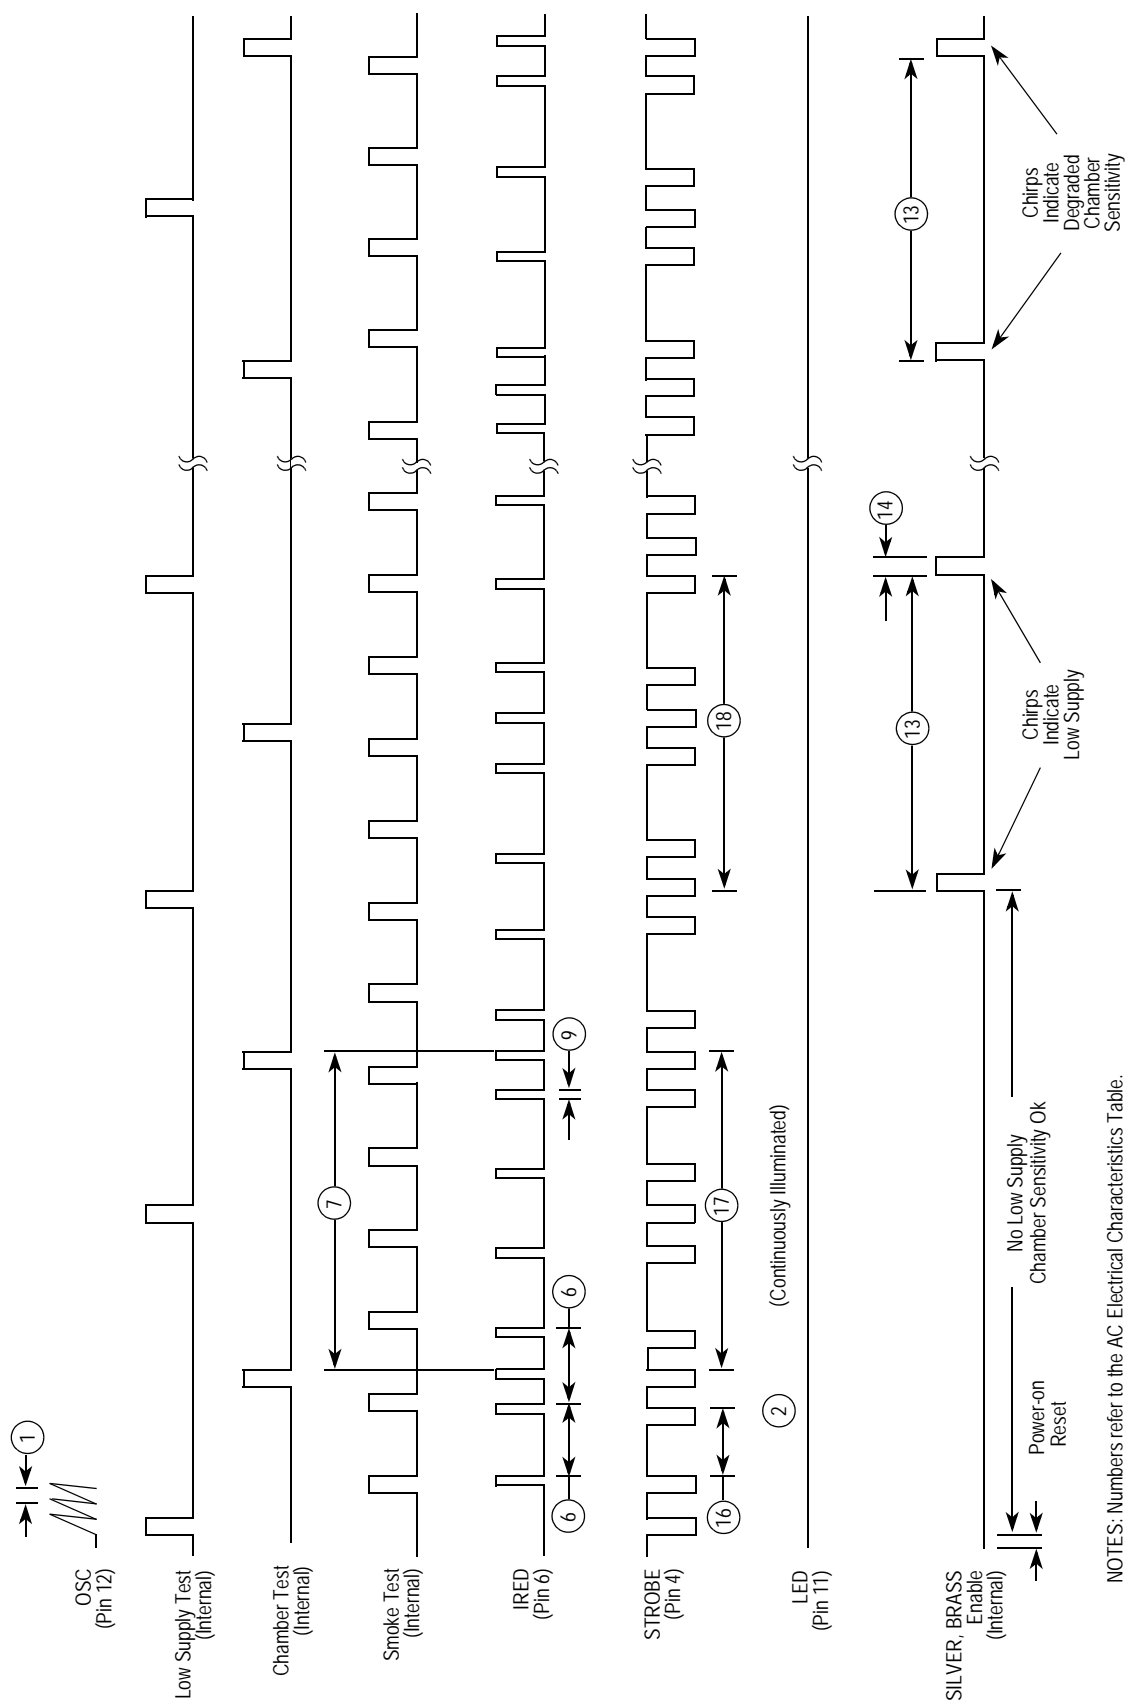 OSC
(Pin 12)
1
Low Supply Test
(Internal)
Chamber Test
(Internal)
Smoke Test
(Internal)
7
IRED
(Pin 6)
6
6
9
STROBE
(Pin 4)
16
17
18
LED
(Pin 11)
2
(Continuously Illuminated)
SILVER, BRASS
Enable
(Internal)
13
14
13
Power-on
Reset
No Low Supply
Chamber Sensitivity Ok
Chirps
Indicate
Low Supply
Chirps
Indicate
Degraded
Chamber
Sensitivity
NOTES: Numbers refer to the AC Electrical Characteristics Table.